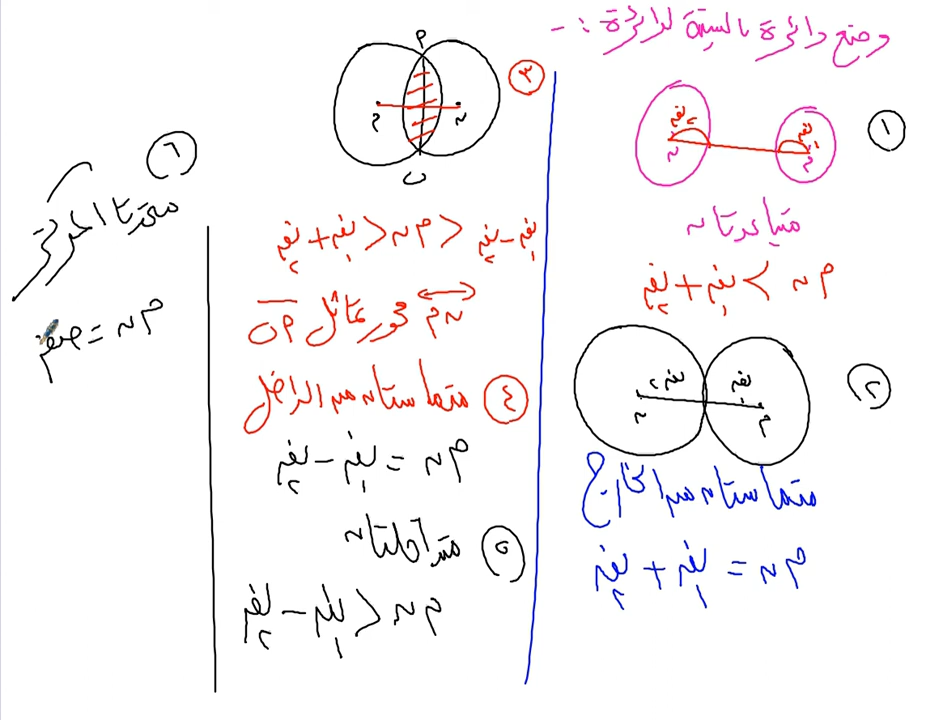 وضع دائرة بالنسبة لدائرة :-
١
نق٢ نق١
ن م
متباعدتان
م ن > نق١ + نق٢
٢
نق٢ نق١
ن م
متماستان من الخارج
م ن = نق١ + نق٢
٣
أ
م ن
ب
نق١ - نق٢ < م ن < نق١ + نق٢
م ن محور تماثل أ ب
٤ متماستان من الداخل
م ن = نق١ - نق٢
٥ متداخلتان
م ن < نق١ - نق٢
٦
متحدتا المركز
م ن = صفر